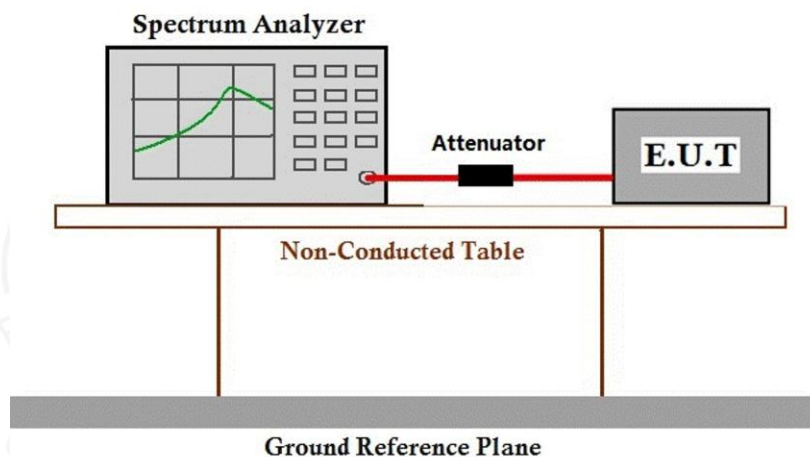 Spectrum Analyzer
Attenuator
E.U.T
Non-Conducted Table
Ground Reference Plane